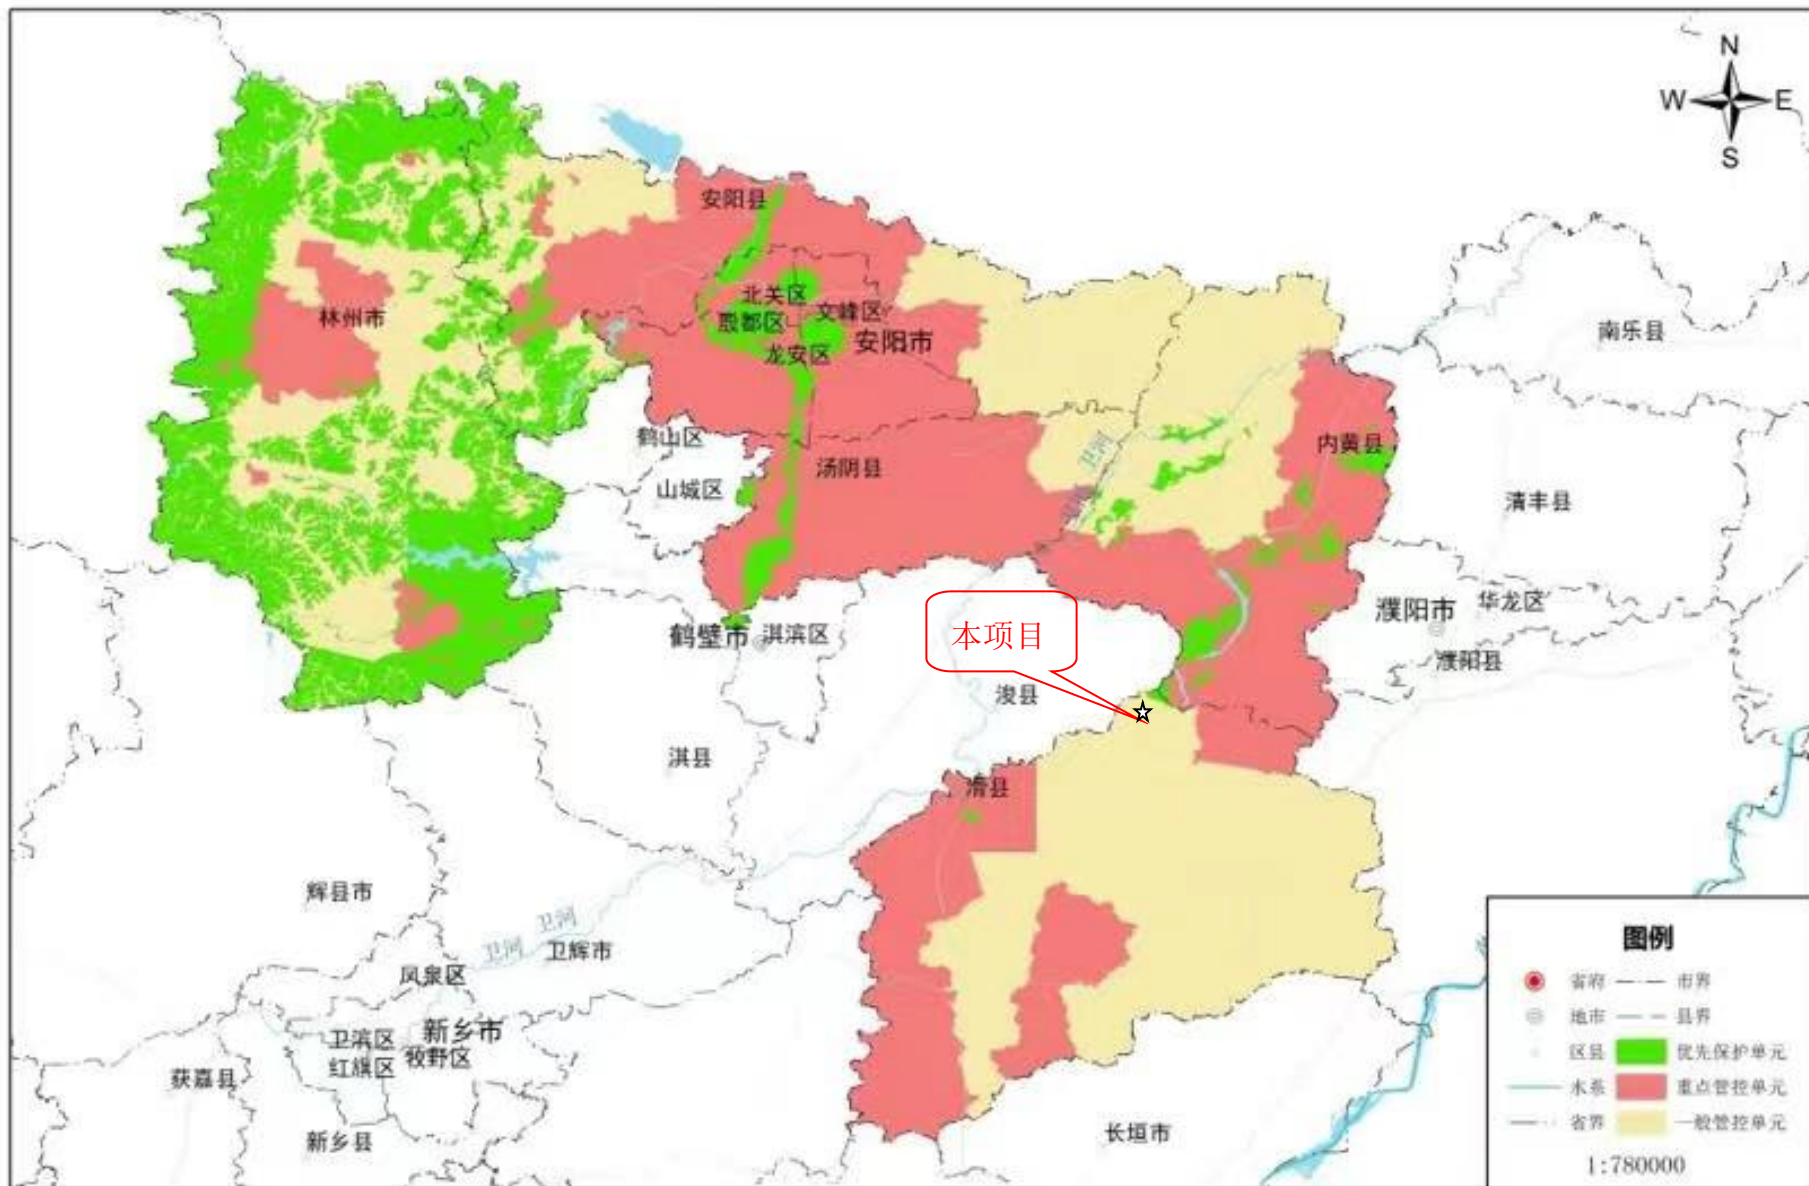 N
W E
S
安阳县
北关区
殷都区 文峰区
安阳市
龙安区
林州市
南乐县
鹤山区
汤阴县
卫河
内黄县
山城区
清丰县
濮阳市 华龙区
鹤壁市 淇滨区
本项目
濮阳县
浚县
淇县
滑县
辉县市
卫河
卫河
卫辉市
凤泉区
新乡市
卫滨区
牧野区
红旗区
获嘉县
新乡县
长垣市
图例
省府 市界
地市 县界
区县 优先保护单元
水系 重点管控单元
省界 一般管控单元
1:780000